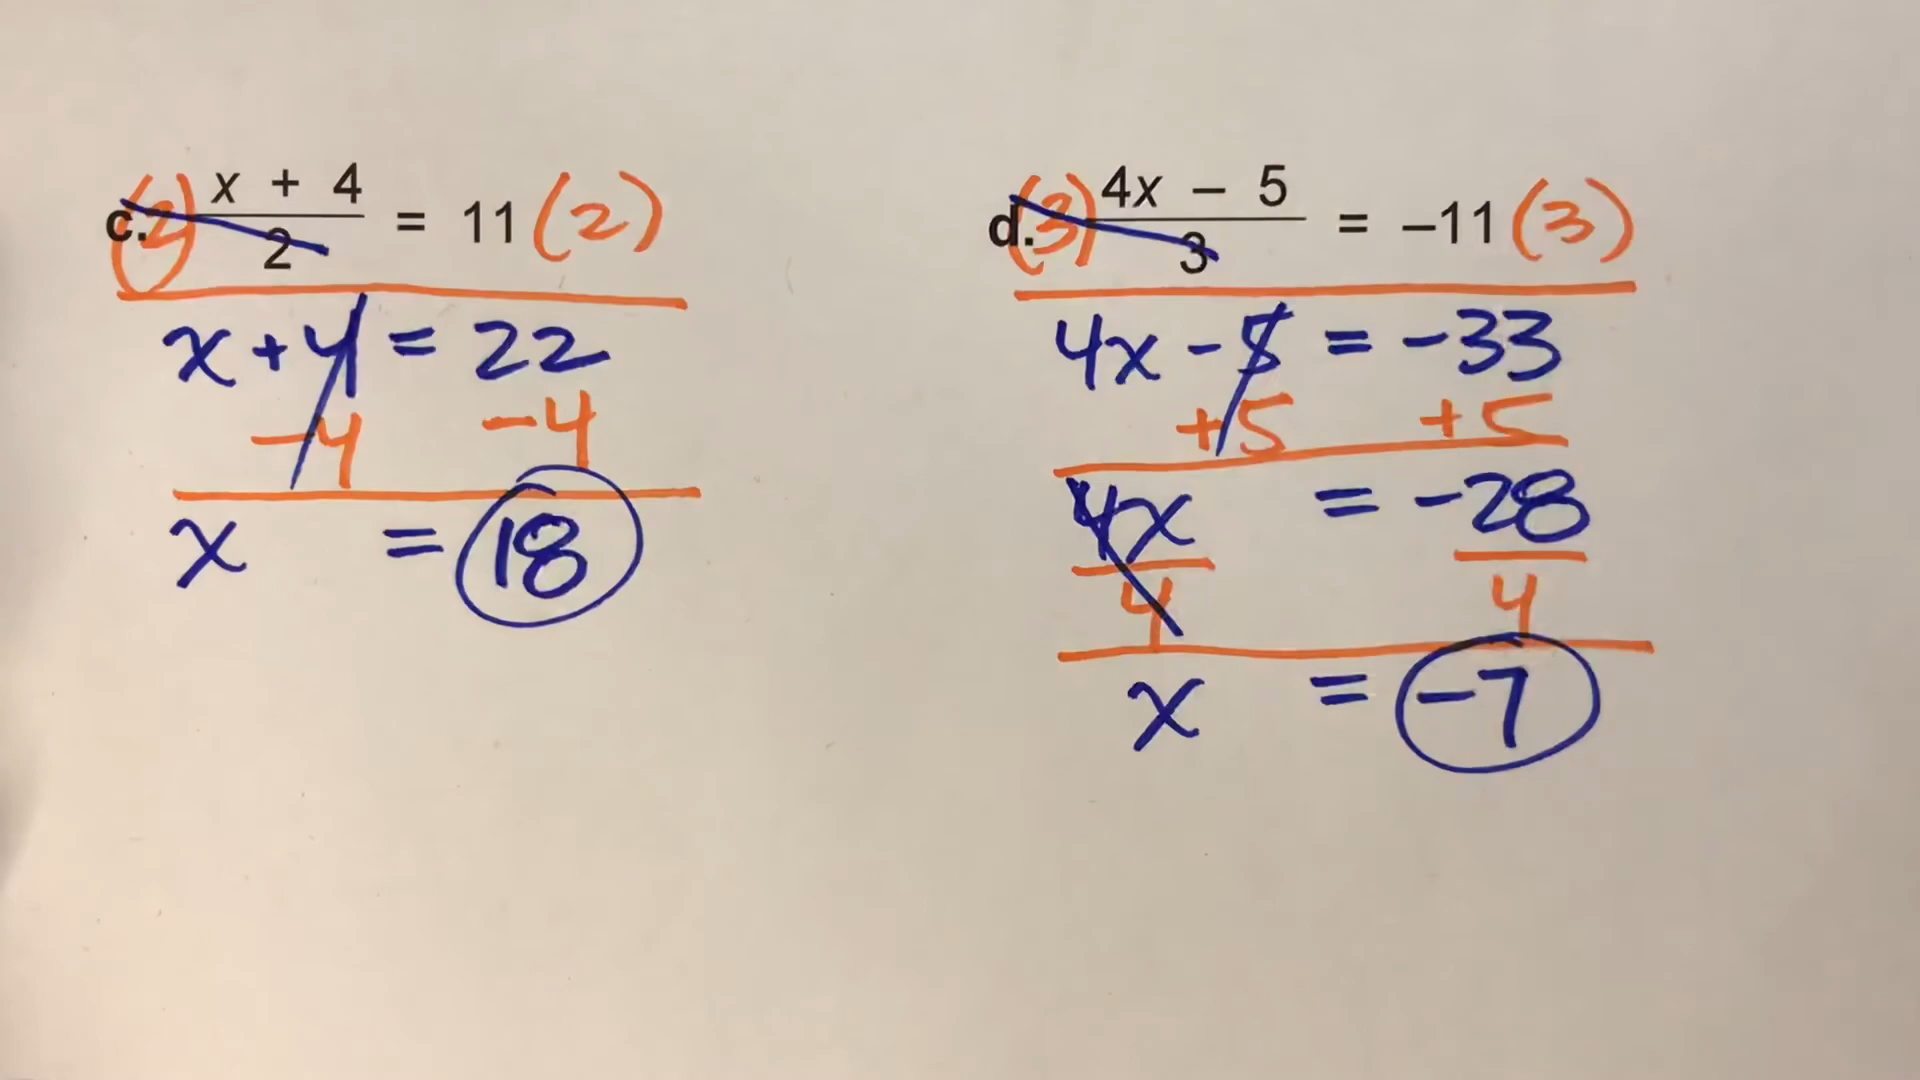 c. (2) x + 4 / 2 = 11 (2)
x + 4 = 22
-4 -4
x = 18
d. (3) 4x – 5 / 3 = –11 (3)
4x - 5 = -33
+5 +5
4x = -28
4 4
x = -7